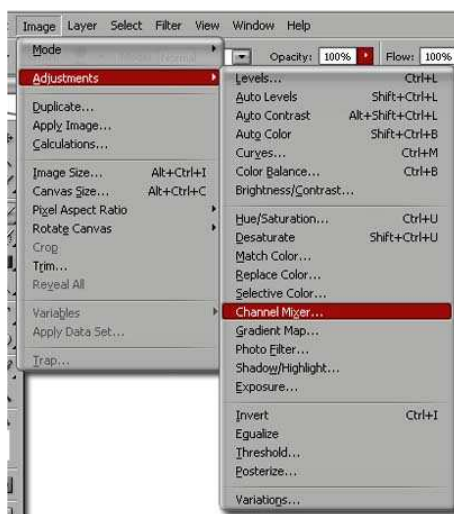 Image Layer Select Filter View Window Help
Mode
Opacity: 100% Flow: 100%
Adjustments
Duplicate...
Apply Image...
Calculations...
Image Size... Alt+Ctrl+I
Canvas Size... Alt+Ctrl+C
Pixel Aspect Ratio
Rotate Canvas
Crop
Trim...
Reveal All
Variables
Apply Data Set...
Trap...
Levels... Ctrl+L
Auto Levels Shift+Ctrl+L
Auto Contrast Alt+Shift+Ctrl+L
Auto Color Shift+Ctrl+B
Curves... Ctrl+M
Color Balance... Ctrl+B
Brightness/Contrast...
Hue/Saturation... Ctrl+U
Desaturate Shift+Ctrl+U
Match Color...
Replace Color...
Selective Color...
Channel Mixer...
Gradient Map...
Photo Filter...
Shadow/Highlight...
Exposure...
Invert Ctrl+I
Equalize
Threshold...
Posterize...
Variations...